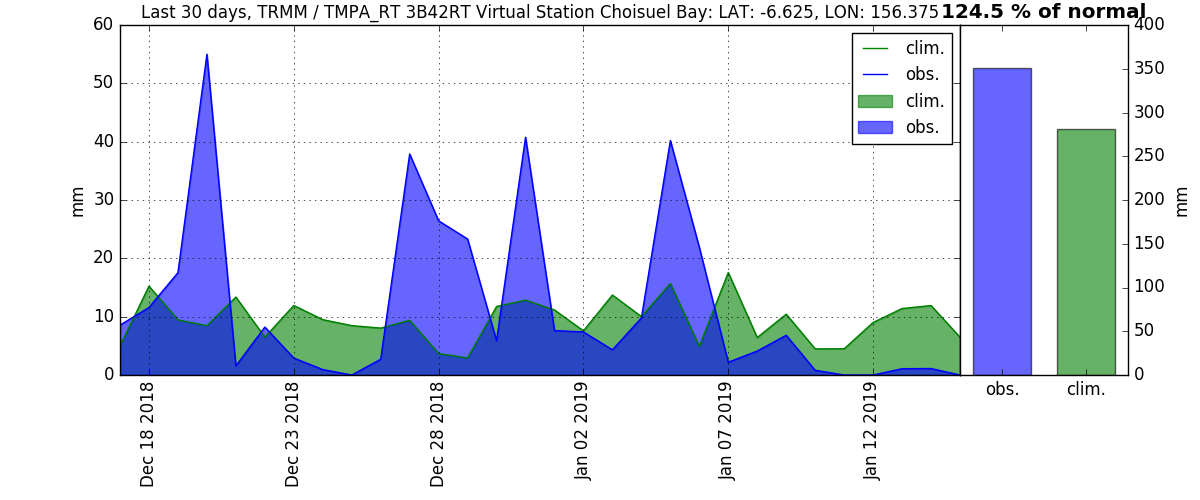 Last 30 days, TRMM / TMPA_RT 3B42RT Virtual Station Choisuel Bay: LAT: -6.625, LON: 156.375 124.5 % of normal
60
50
40
30
20
10
0
mm
clim.
obs.
clim.
obs.
Dec 18 2018
Dec 23 2018
Dec 28 2018
Jan 02 2019
Jan 07 2019
Jan 12 2019
400
350
300
250
200
150
100
50
0
mm
obs. clim.